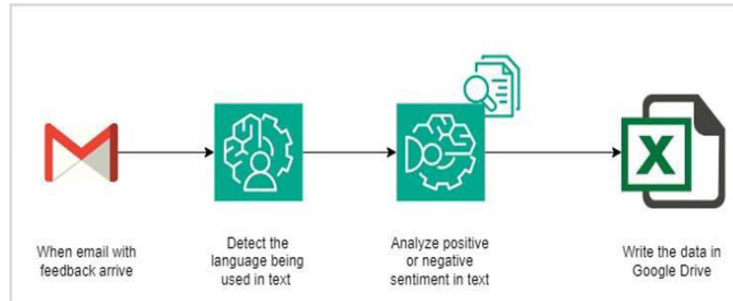 When email with
feedback arrive
Detect the
language being
used in text
Analyze positive
or negative
sentiment in text
X
Write the data in
Google Drive